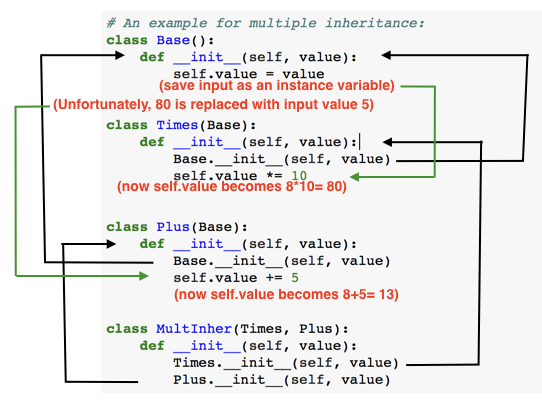 # An example for multiple inheritance:
class Base():
def __init__(self, value):
self.value = value
(save input as an instance variable)
(Unfortunately, 80 is replaced with input value 5)
class Times(Base):
def __init__(self, value):
Base.__init__(self, value)
self.value *= 10
(now self.value becomes 8*10= 80)
class Plus(Base):
def __init__(self, value):
Base.__init__(self, value)
self.value += 5
(now self.value becomes 8+5= 13)
class MultInher(Times, Plus):
def __init__(self, value):
Times.__init__(self, value)
Plus.__init__(self, value)